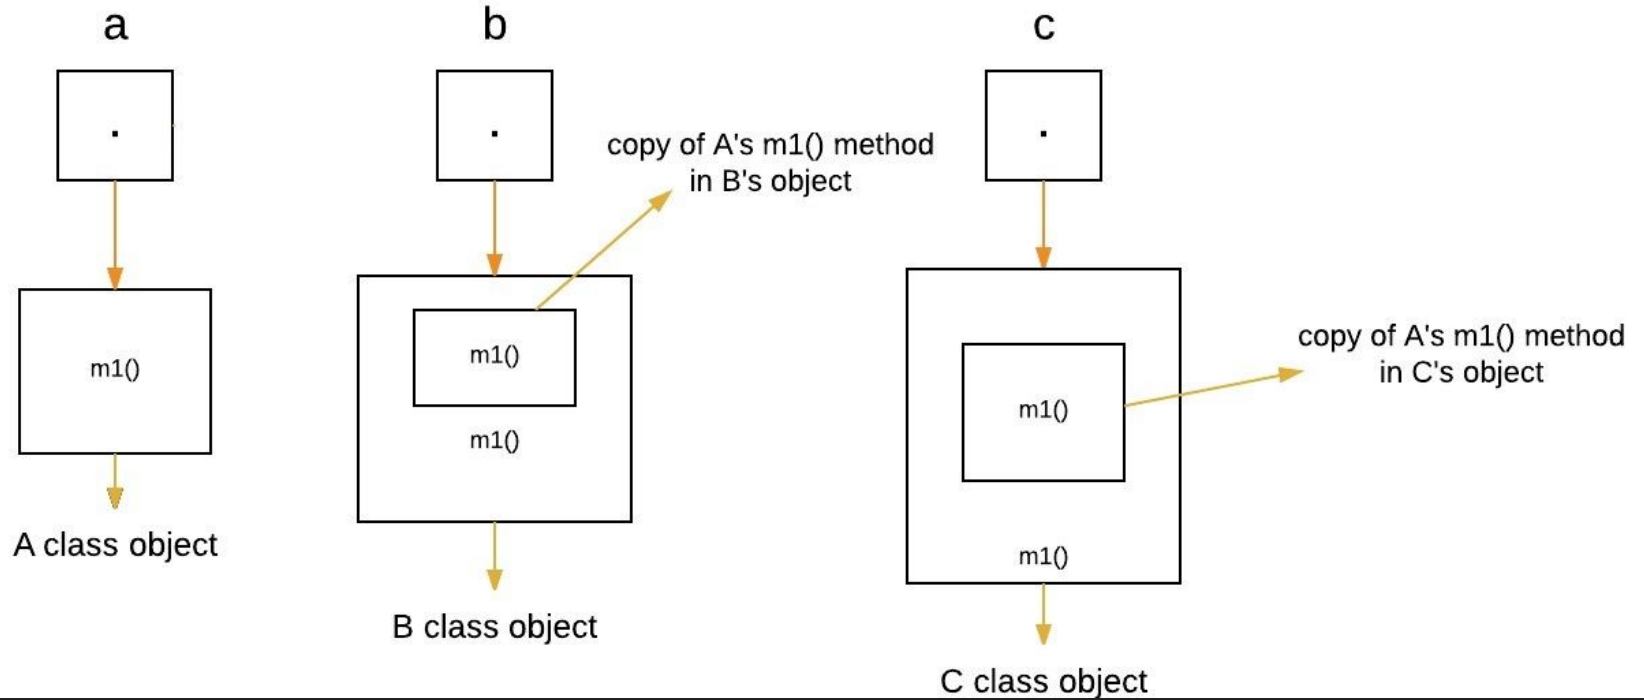 a
b
c
.
.
.
copy of A's m1() method
in B's object
m1()
m1()
m1()
copy of A's m1() method
in C's object
m1()
m1()
A class object
B class object
C class object